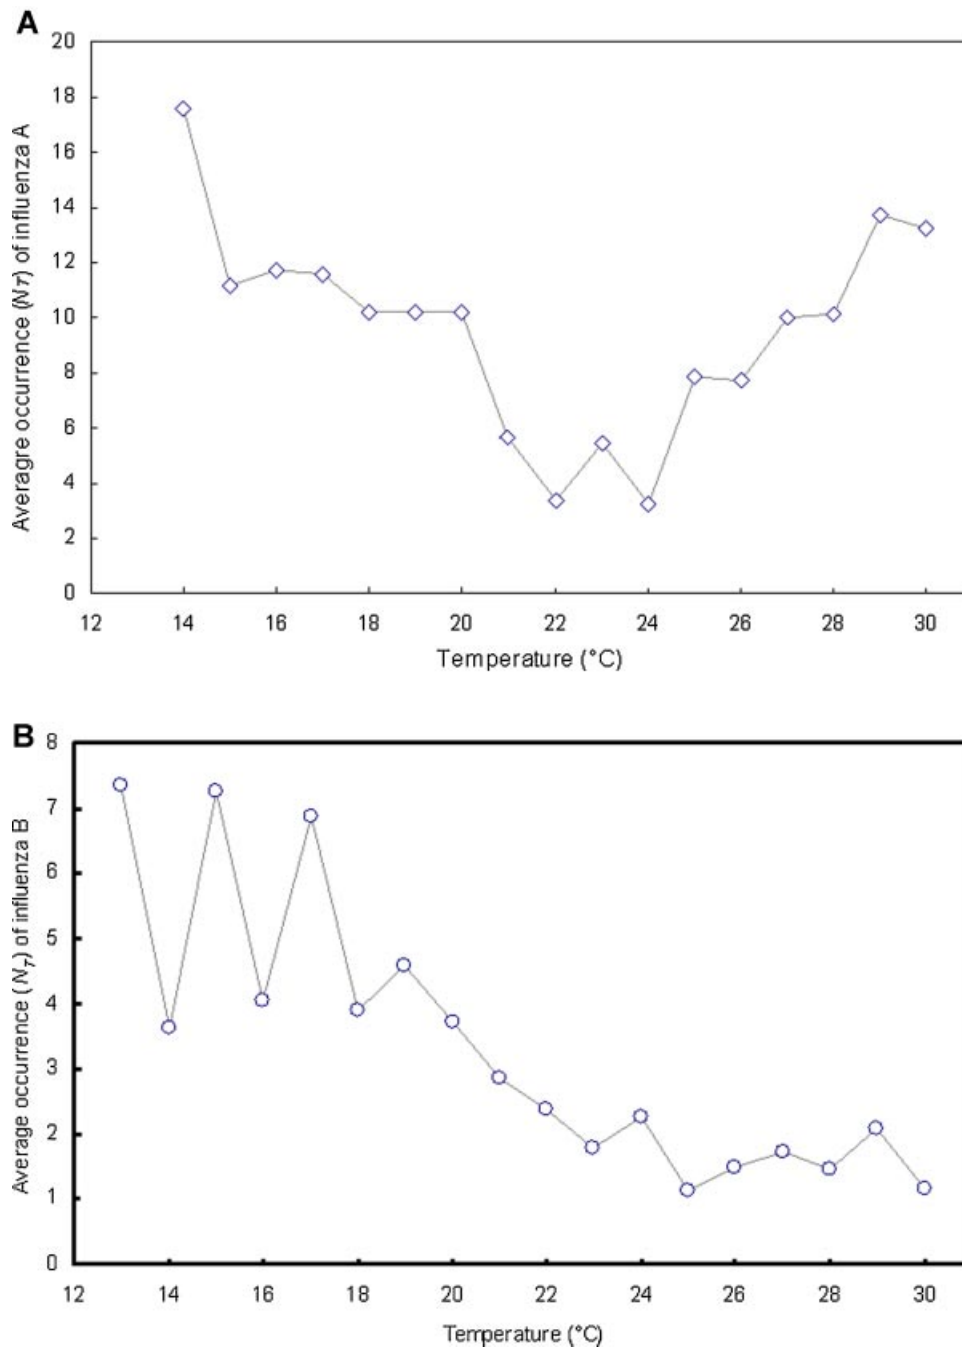 A
20
18
16
14
12
10
8
6
4
2
0
Averagre occurrence (NT) of influenza A
12 14 16 18 20 22 24 26 28 30
Temperature (°C)
B
8
7
6
5
4
3
2
1
0
Average occurrence (NT) of influenza B
12 14 16 18 20 22 24 26 28 30
Temperature (°C)